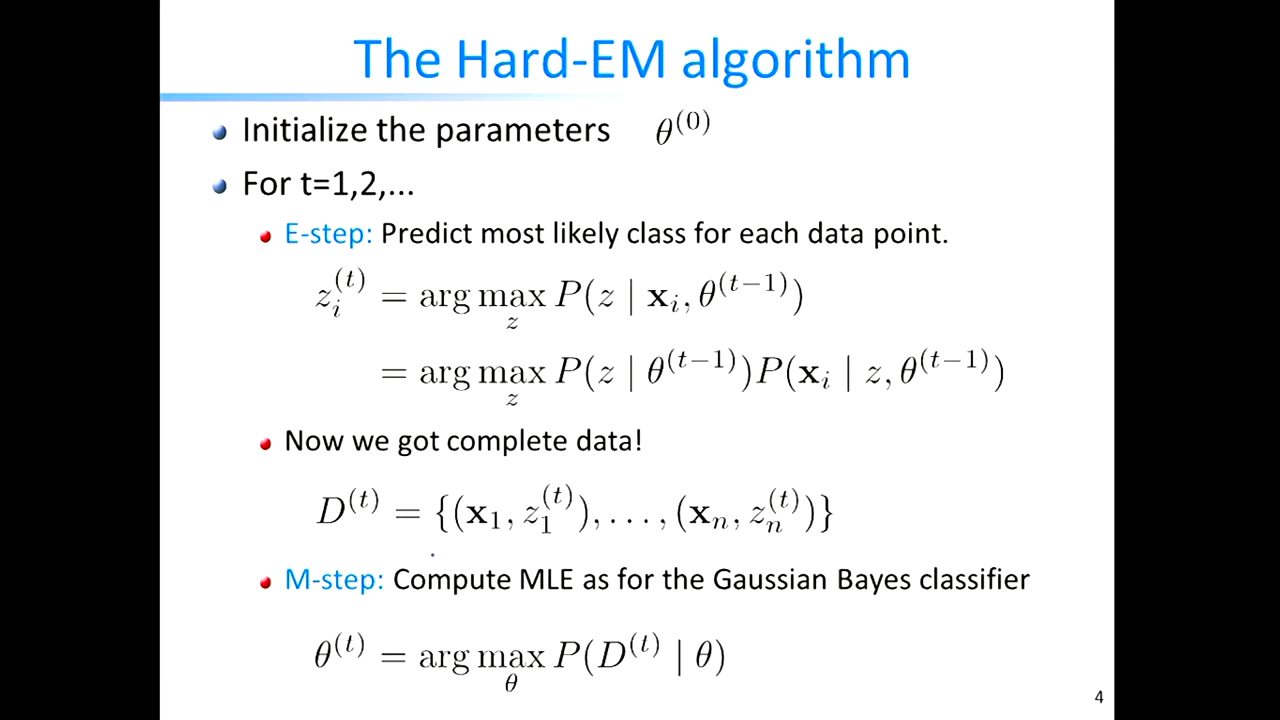 The Hard-EM algorithm
Initialize the parameters θ^{(0)}
For t=1,2,...
E-step: Predict most likely class for each data point.
z_i^{(t)} = arg max_z P(z | x_i, θ^{(t−1)})
= arg max_z P(z | θ^{(t−1)})P(x_i | z, θ^{(t−1)})
Now we got complete data!
D^{(t)} = {(x_1, z_1^{(t)}), . . . , (x_n, z_n^{(t)})}
M-step: Compute MLE as for the Gaussian Bayes classifier
θ^{(t)} = arg max_θ P(D^{(t)} | θ)
4